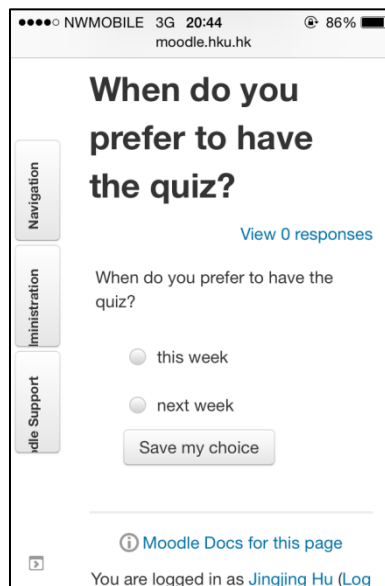 NWMOBILE 3G 20:44 86%
moodle.hku.hk
When do you
prefer to have
the quiz?
Navigation
View 0 responses
When do you prefer to have the
quiz?
ministration
this week
next week
dle Support
Save my choice
Moodle Docs for this page
You are logged in as Jingjing Hu (Log